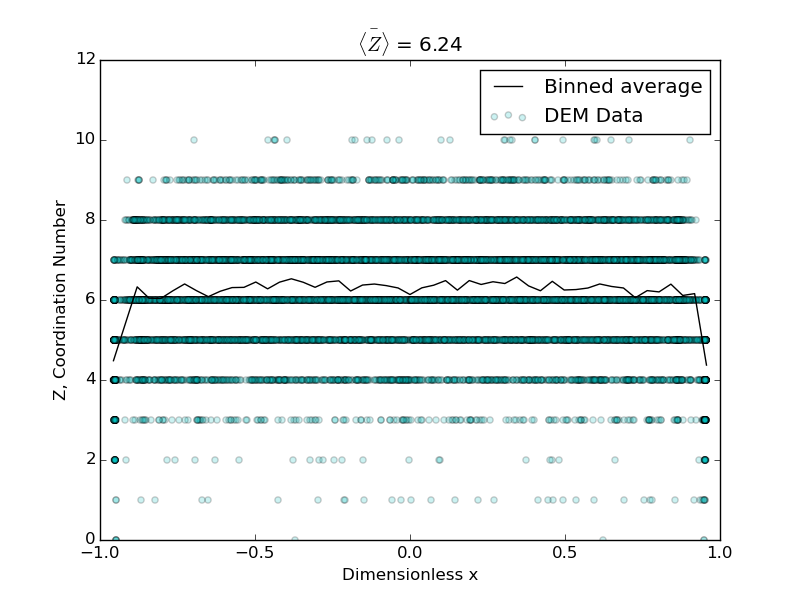 ⟨Z̄⟩ = 6.24
12
10
8
6
4
2
0
Z, Coordination Number
Binned average
DEM Data
−1.0 −0.5 0.0 0.5 1.0
Dimensionless x